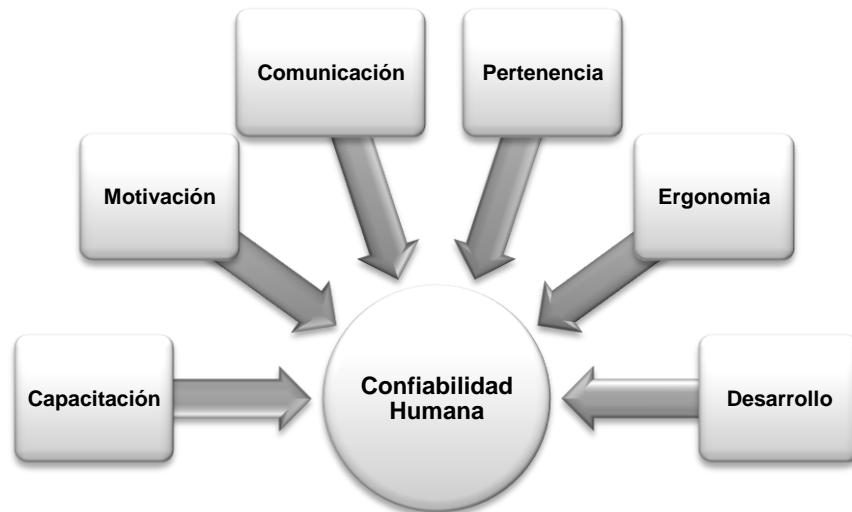 Comunicación
Pertenencia
Motivación
Ergonomia
Capacitación
Confiabilidad
Humana
Desarrollo